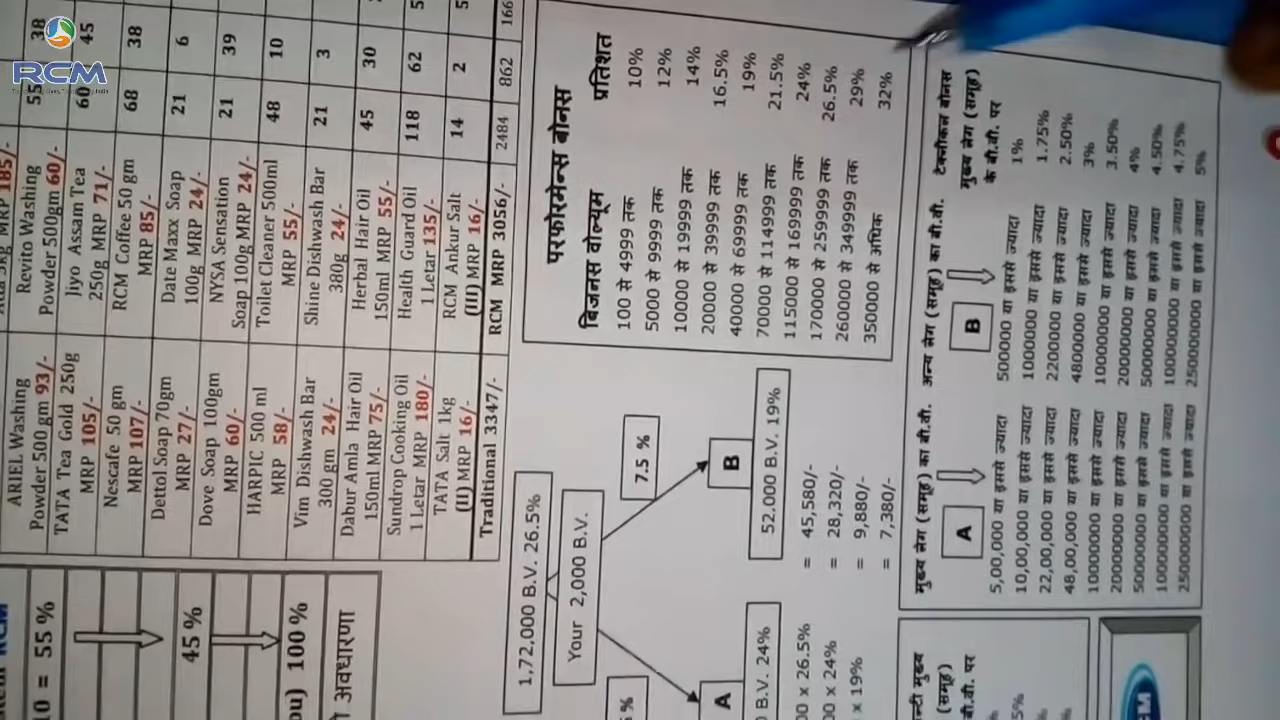 RCM
ARIEL Washing
Powder 500 gm 93/-
Revito Washing
Powder 500gm 60/-
55 38
TATA Tea Gold 250g
MRP 105/-
Jiyo Assam Tea
250g MRP 71/-
60 45
Nescafe 50 gm
MRP 107/-
RCM Coffee 50 gm
MRP 85/-
68 38
Dettol Soap 70gm
MRP 27/-
Date Maxx Soap
100g MRP 24/-
21 6
Dove Soap 100gm
MRP 60/-
NYSA Sensation
Soap 100g MRP 24/-
21 39
HARPIC 500 ml
MRP 58/-
Toilet Cleaner 500ml
MRP 55/-
48 10
Vim Dishwash Bar
300 gm 24/-
Shine Dishwash Bar
380g 24/-
21 3
Dabur Amla Hair Oil
150ml MRP 75/-
Herbal Hair Oil
150ml MRP 55/-
45 30
Sundrop Cooking Oil
1 Letar MRP 180/-
Health Guard Oil
1 Letar 135/-
118 62
TATA Salt 1kg
(II) MRP 16/-
RCM Ankur Salt
(III) MRP 16/-
14 2
Traditional 3347/- RCM MRP 3056/- 2484 862 166
10 = 55 %
45 %
100 %
अवधारणा
परफोरमेन्स बोनस
बिजनस वोल्यूम प्रतिशत
100 से 4999 तक 10%
5000 से 9999 तक 12%
10000 से 19999 तक 14%
20000 से 39999 तक 16.5%
40000 से 69999 तक 19%
70000 से 114999 तक 21.5%
115000 से 169999 तक 24%
170000 से 259999 तक 26.5%
260000 से 349999 तक 29%
350000 से अधिक 32%
1,72,000 B.V. 26.5%
Your 2,000 B.V.
7.5 %
A
B
B.V. 24%
52.000 B.V. 19%
x 26.5% = 45,580/-
x 24% = 28,320/-
x 19% = 9,880/-
= 7,380/-
मुख्य लेग (समूह) का बी.वी. अन्य लेग (समूह) का बी.वी. टेक्नीकल बोनस
मुख्य लेग (समूह)
के बी.वी. पर
A B
5,00,000 या इससे ज्यादा 500000 या इससे ज्यादा 1%
10,00,000 या इससे ज्यादा 1000000 या इससे ज्यादा 1.75%
22,00,000 या इससे ज्यादा 2200000 या इससे ज्यादा 2.50%
48,00,000 या इससे ज्यादा 4800000 या इससे ज्यादा 3%
10000000 या इससे ज्यादा 10000000 या इससे ज्यादा 3.50%
20000000 या इससे ज्यादा 20000000 या इससे ज्यादा 4%
50000000 या इससे ज्यादा 50000000 या इससे ज्यादा 4.50%
100000000 या इससे ज्यादा 100000000 या इससे ज्यादा 4.75%
250000000 या इससे ज्यादा 250000000 या इससे ज्यादा 5%
मुख्य
(समूह)
बी.वी. पर